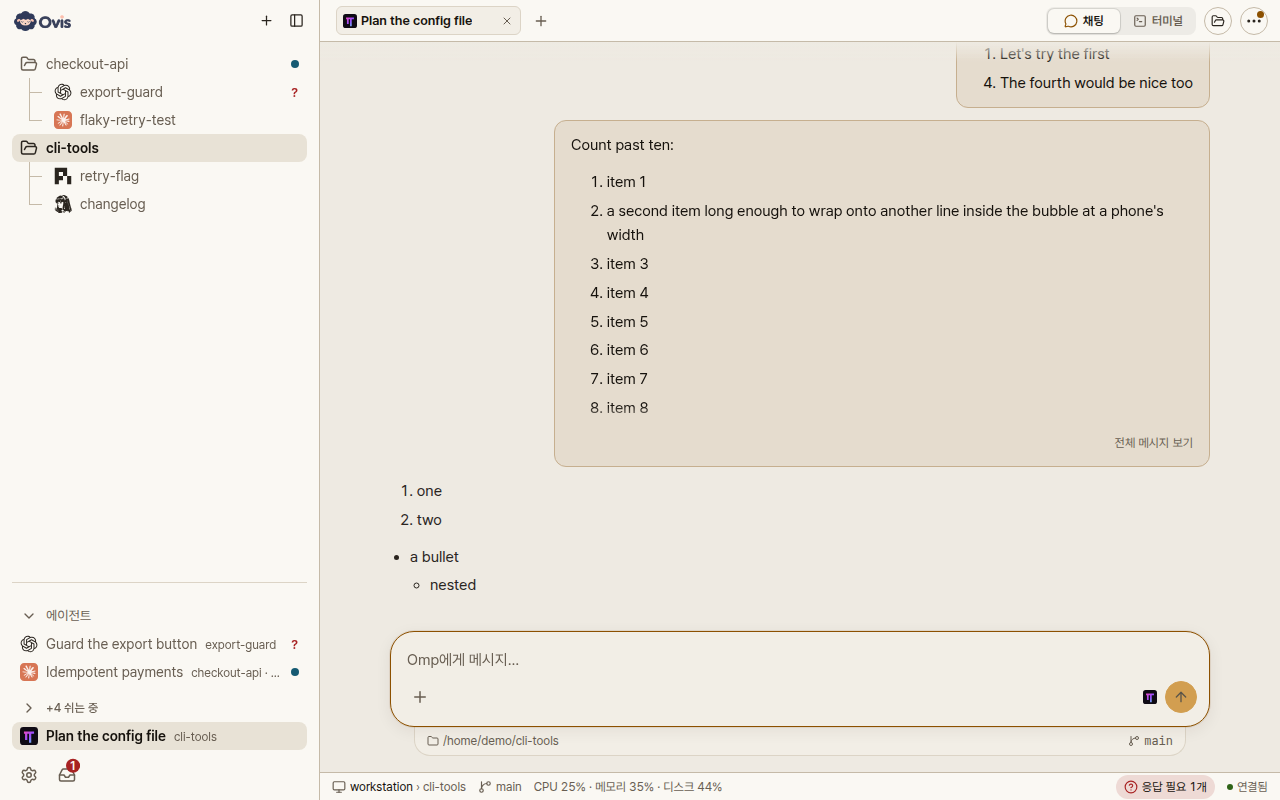 Ovis
Plan the config file
채팅
터미널
checkout-api
export-guard
?
flaky-retry-test
cli-tools
retry-flag
changelog
1. Let's try the first
4. The fourth would be nice too
Count past ten:
1. item 1
2. a second item long enough to wrap onto another line inside the bubble at a phone's
width
3. item 3
4. item 4
5. item 5
6. item 6
7. item 7
8. item 8
전체 메시지 보기
1. one
2. two
• a bullet
◦ nested
에이전트
Guard the export button export-guard ?
Idempotent payments checkout-api · ...
+4 쉬는 중
Plan the config file cli-tools
1
Omp에게 메시지...
/home/demo/cli-tools
main
workstation › cli-tools
main
CPU 25% · 메모리 35% · 디스크 44%
응답 필요 1개
연결됨